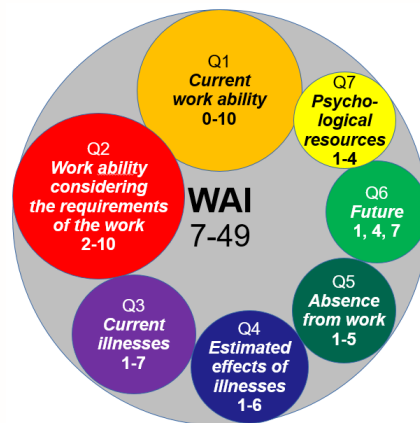 Q1
Current
work ability
0-10
Q7
Psycho-
logical
resources
1-4
Q2
Work ability
considering
the requirements
of the work
2-10
WAI
7-49
Q6
Future
1, 4, 7
Q5
Absence
from work
1-5
Q3
Current
illnesses
1-7
Q4
Estimated
effects of
illnesses
1-6